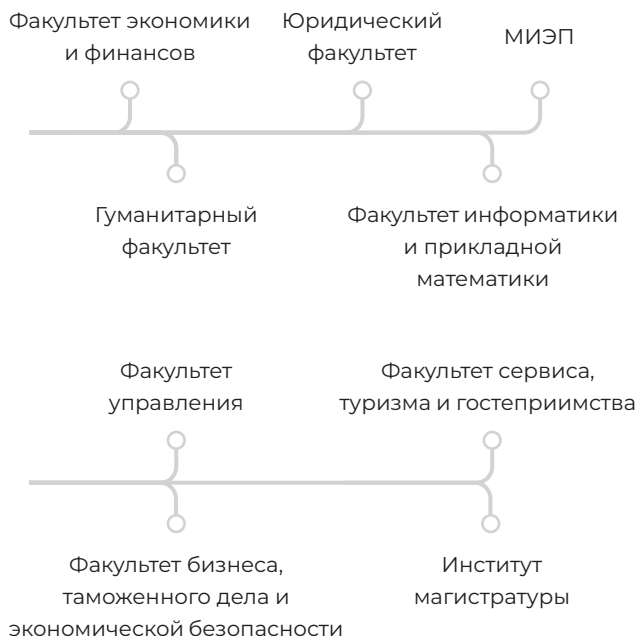 Факультет экономики
и финансов
Юридический
факультет
МИЭП
Гуманитарный
факультет
Факультет информатики
и прикладной
математики
Факультет
управления
Факультет сервиса,
туризма и гостеприимства
Факультет бизнеса,
таможенного дела и
экономической безопасности
Институт
магистратуры